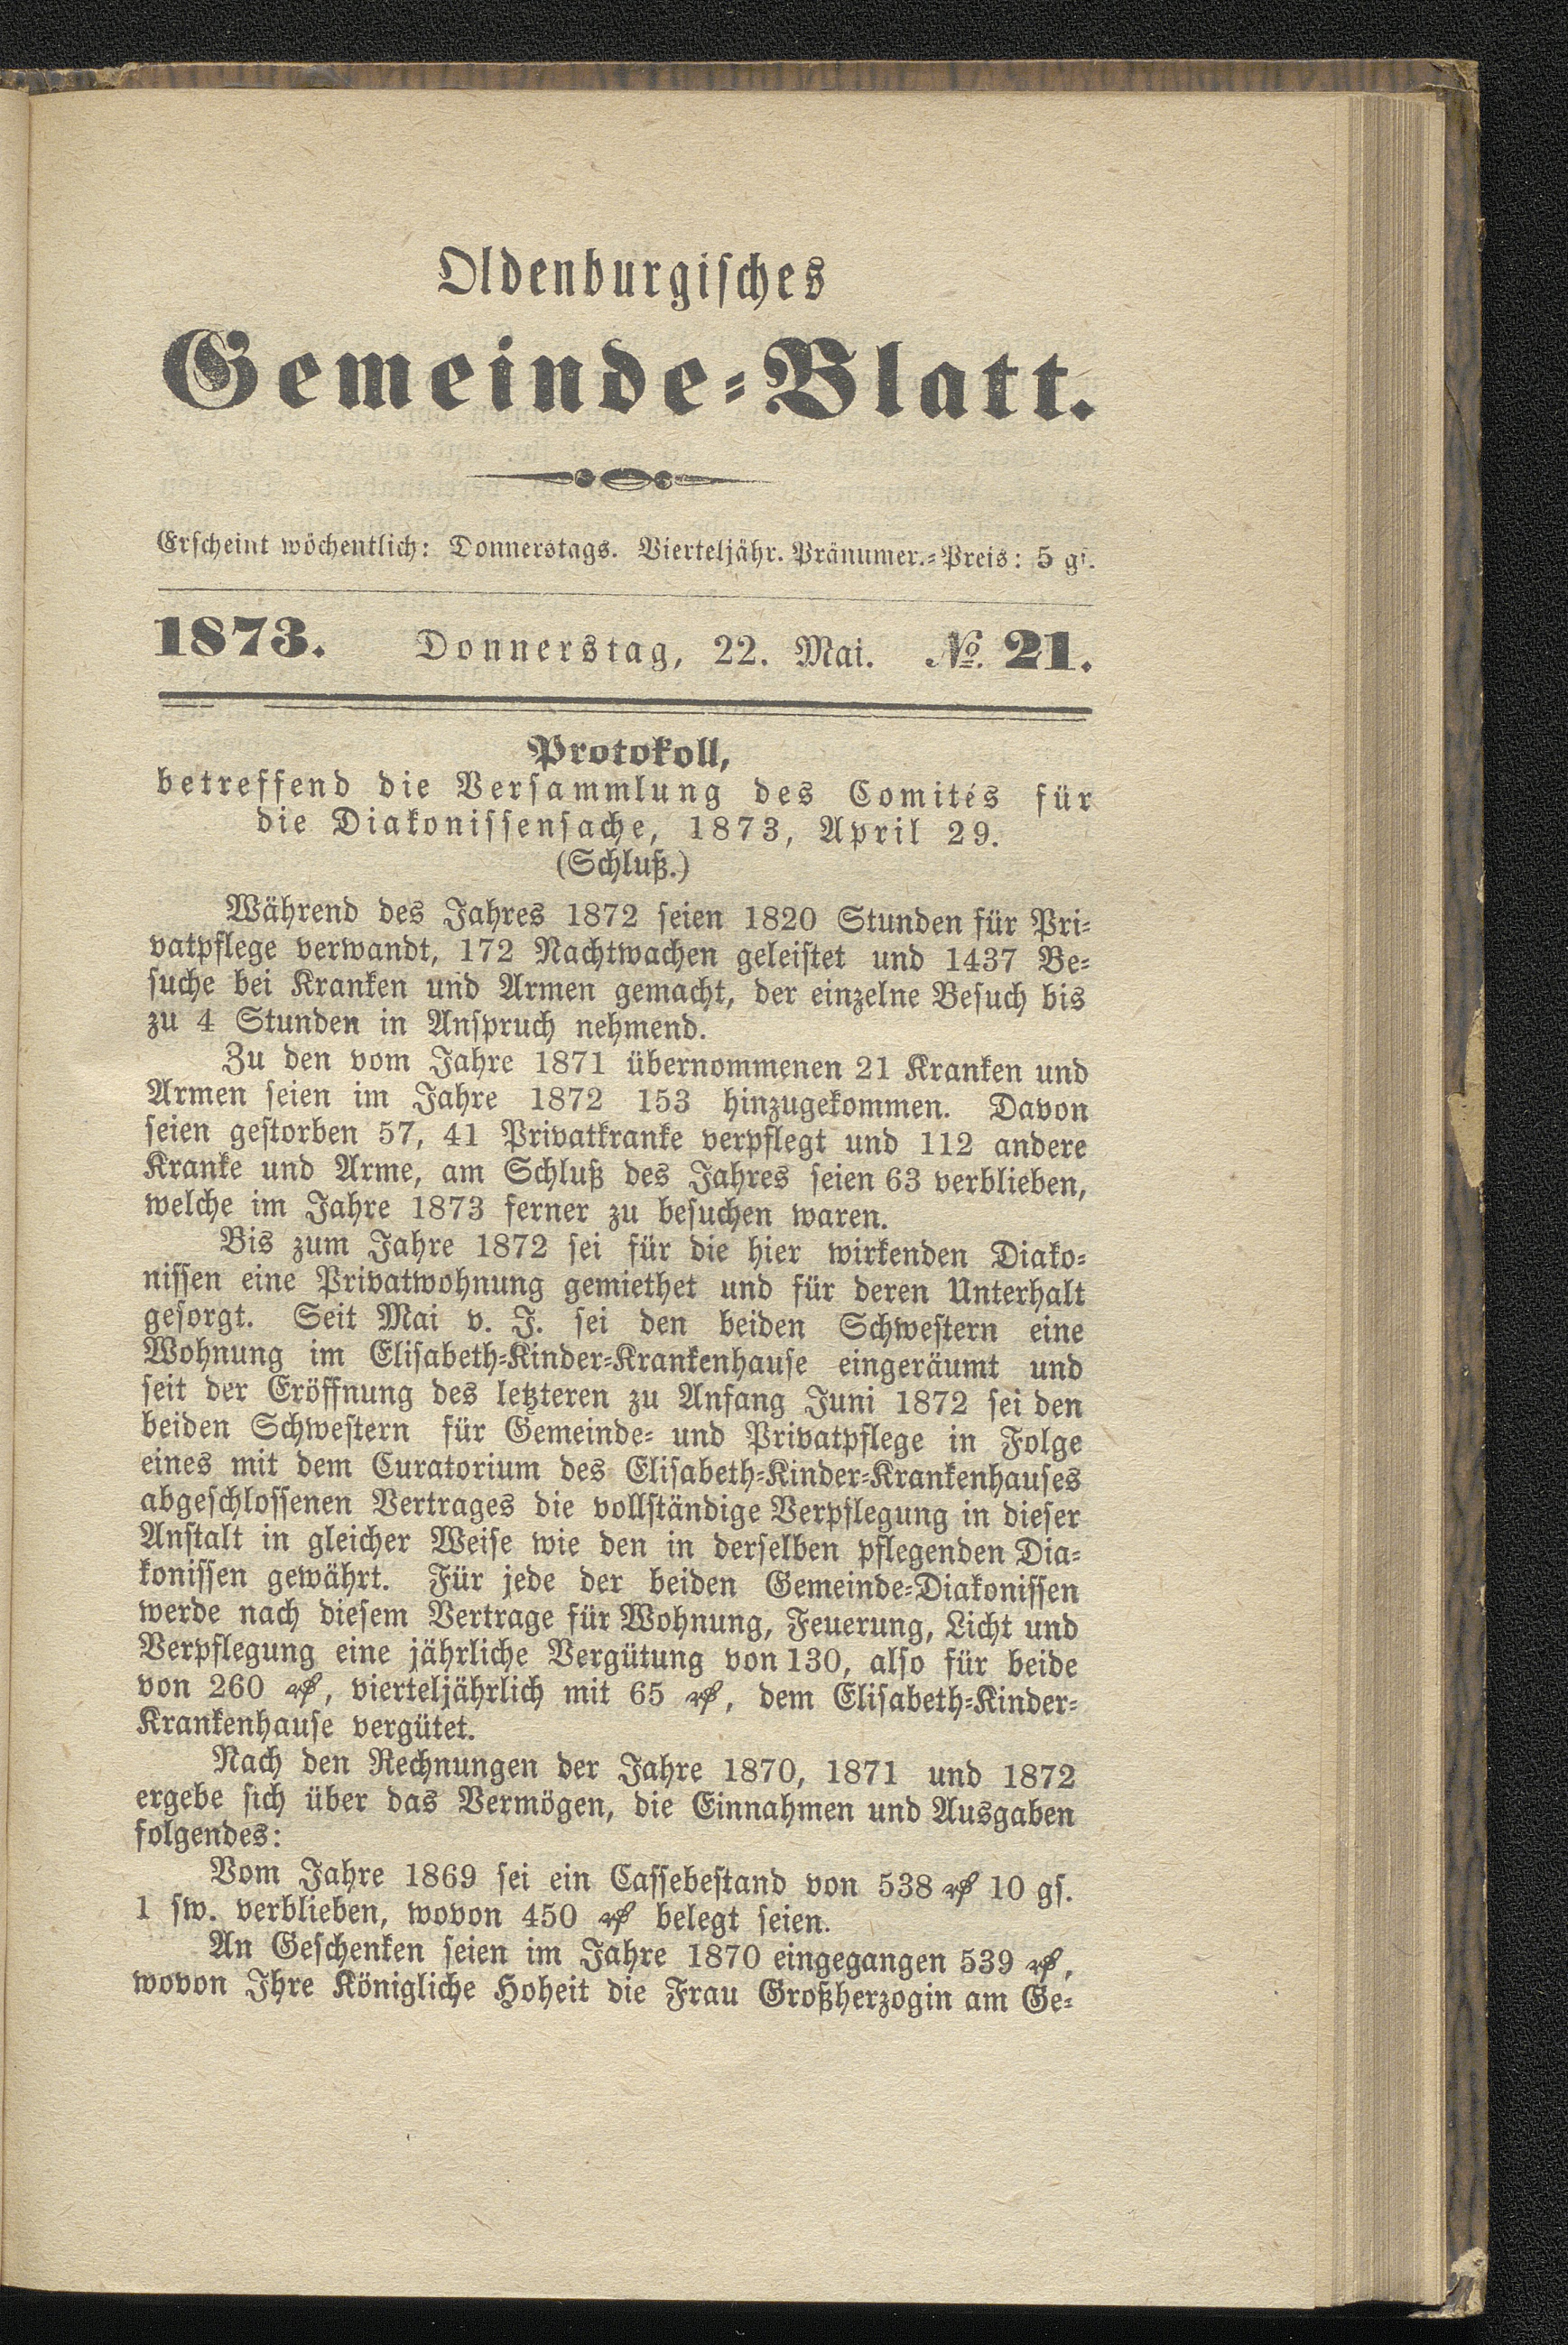 Oldenburgisches
Gemeinde-Blatt.
Erscheint wöchentlich: Donnerstags. Vierteljähr. Pränumer.-Preis: 5 gs.
1873. Donnerstag, 22. Mai. №. 21.
Protokoll,
betreffend die Versammlung des Comités für
die Diakonissensache, 1873, April 29.
(Schluß.)
Während des Jahres 1872 seien 1820 Stunden für Pri-
vatpflege verwandt, 172 Nachtwachen geleistet und 1437 Be-
suche bei Kranken und Armen gemacht, der einzelne Besuch bis
zu 4 Stunden in Anspruch nehmend.
Zu den vom Jahre 1871 übernommenen 21 Kranken und
Armen seien im Jahre 1872 153 hinzugekommen. Davon
seien gestorben 57, 41 Privatkranke verpflegt und 112 andere
Kranke und Arme, am Schluß des Jahres seien 63 verblieben,
welche im Jahre 1873 ferner zu besuchen waren.
Bis zum Jahre 1872 sei für die hier wirkenden Diako-
nissen eine Privatwohnung gemiethet und für deren Unterhalt
gesorgt. Seit Mai v. J. sei den beiden Schwestern eine
Wohnung im Elisabeth-Kinder-Krankenhause eingeräumt und
seit der Eröffnung des letzteren zu Anfang Juni 1872 sei den
beiden Schwestern für Gemeinde- und Privatpflege in Folge
eines mit dem Curatorium des Elisabeth-Kinder-Krankenhauses
abgeschlossenen Vertrages die vollständige Verpflegung in dieser
Anstalt in gleicher Weise wie den in derselben pflegenden Dia-
konissen gewährt. Für jede der beiden Gemeinde-Diakonissen
werde nach diesem Vertrage für Wohnung, Feuerung, Licht und
Verpflegung eine jährliche Vergütung von 130, also für beide
von 260 ₰, vierteljährlich mit 65 ₰, dem Elisabeth-Kinder-
Krankenhause vergütet.
Nach den Rechnungen der Jahre 1870, 1871 und 1872
ergebe sich über das Vermögen, die Einnahmen und Ausgaben
folgendes:
Vom Jahre 1869 sei ein Cassebestand von 538 ₰ 10 gs.
1 sw. verblieben, wovon 450 ₰ belegt seien.
An Geschenken seien im Jahre 1870 eingegangen 539 ₰,
wovon Ihre Königliche Hoheit die Frau Großherzogin am Ge-